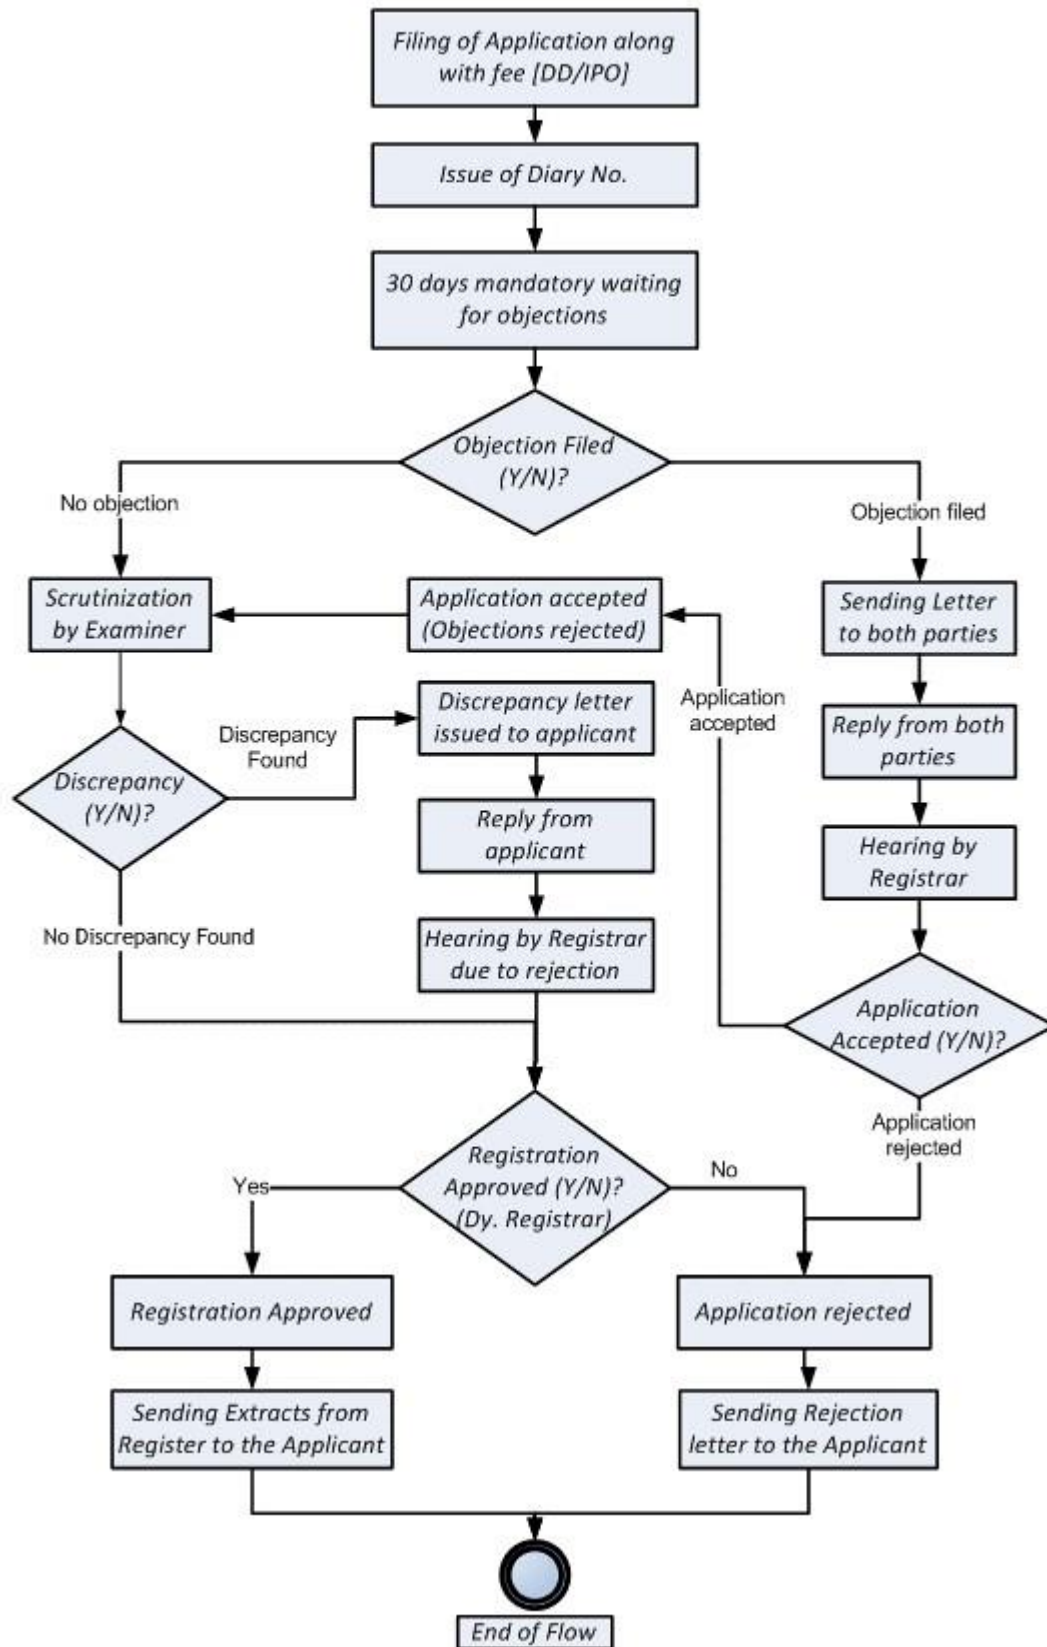 Filing of Application along
with fee [DD/IPO]
Issue of Diary No.
30 days mandatory waiting
for objections
Objection Filed
(Y/N)?
No objection
Objection filed
Scrutinization
by Examiner
Application accepted
(Objections rejected)
Sending Letter
to both parties
Discrepancy
(Y/N)?
Discrepancy
Found
Discrepancy letter
issued to applicant
Application
accepted
Reply from both
parties
Reply from
applicant
Hearing by
Registrar
No Discrepancy Found
Hearing by Registrar
due to rejection
Application
Accepted (Y/N)?
Application
rejected
Registration
Approved (Y/N)?
(Dy. Registrar)
Yes
No
Registration Approved
Application rejected
Sending Extracts from
Register to the Applicant
Sending Rejection
letter to the Applicant
End of Flow